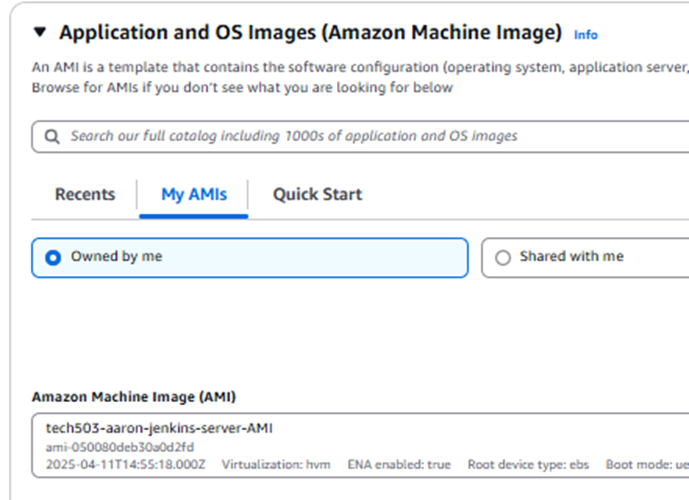 Application and OS Images (Amazon Machine Image) Info
An AMI is a template that contains the software configuration (operating system, application server,
Browse for AMIs if you don't see what you are looking for below
Search our full catalog including 1000s of application and OS images
Recents My AMIs Quick Start
Owned by me Shared with me
Amazon Machine Image (AMI)
tech503-aaron-jenkins-server-AMI
ami-050080deb30a0d2fd
2025-04-11T14:55:18.000Z Virtualization: hvm ENA enabled: true Root device type: ebs Boot mode: ue